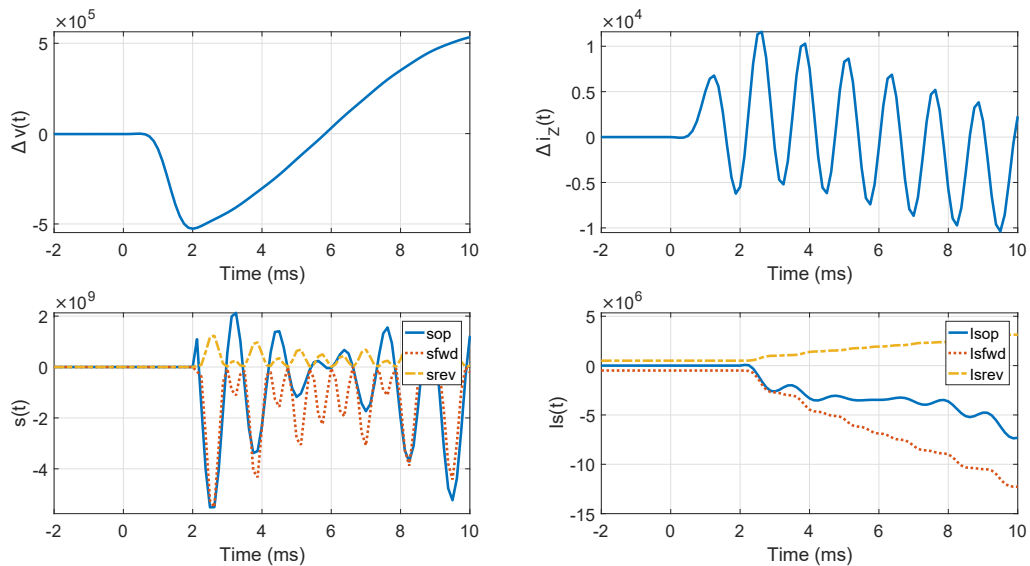 ×10^5
5
0
-5
Δ v(t)
-2 0 2 4 6 8 10
Time (ms)
×10^4
1
0.5
0
-0.5
-1
Δ i_Z(t)
-2 0 2 4 6 8 10
Time (ms)
×10^9
2
0
-2
-4
s(t)
sop
sfwd
srev
-2 0 2 4 6 8 10
Time (ms)
×10^6
5
0
-5
-10
-15
Is(t)
Isop
Isfwd
Isrev
-2 0 2 4 6 8 10
Time (ms)